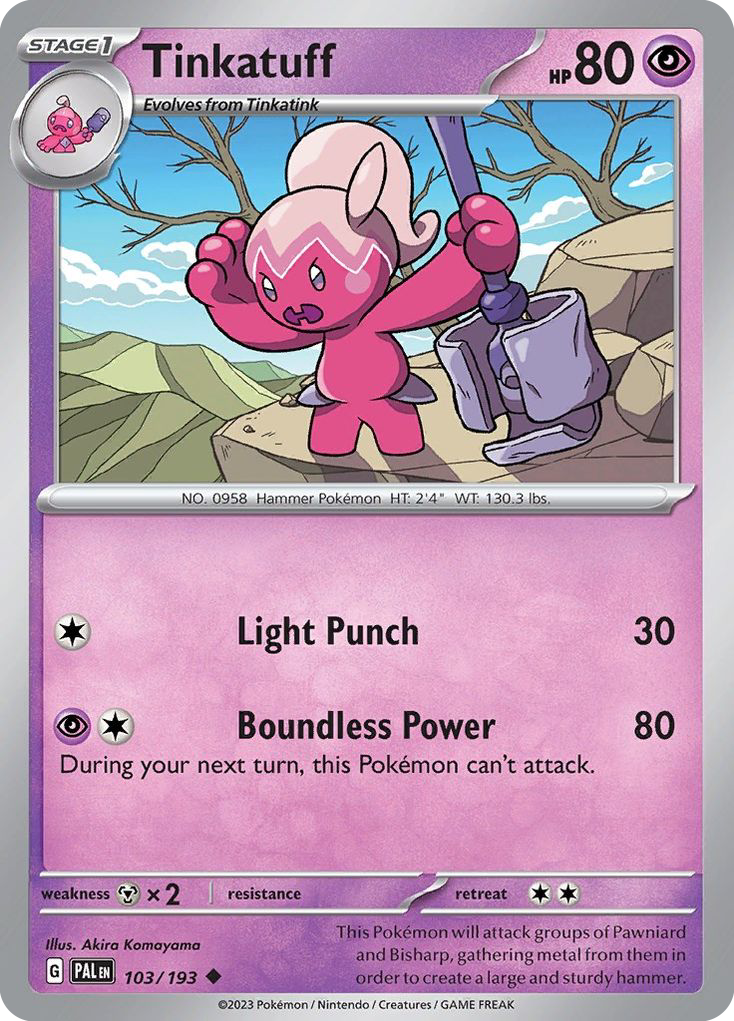 STAGE1
Tinkatuff
HP80
Evolves from Tinkatink
NO. 0958 Hammer Pokémon HT: 2'4" WT: 130.3 lbs.
Light Punch 30
Boundless Power 80
During your next turn, this Pokémon can't attack.
weakness ×2 resistance retreat
Illus. Akira Komayama
G PAL EN 103/193
This Pokémon will attack groups of Pawniard
and Bisharp, gathering metal from them in
order to create a large and sturdy hammer.
©2023 Pokémon / Nintendo / Creatures / GAME FREAK